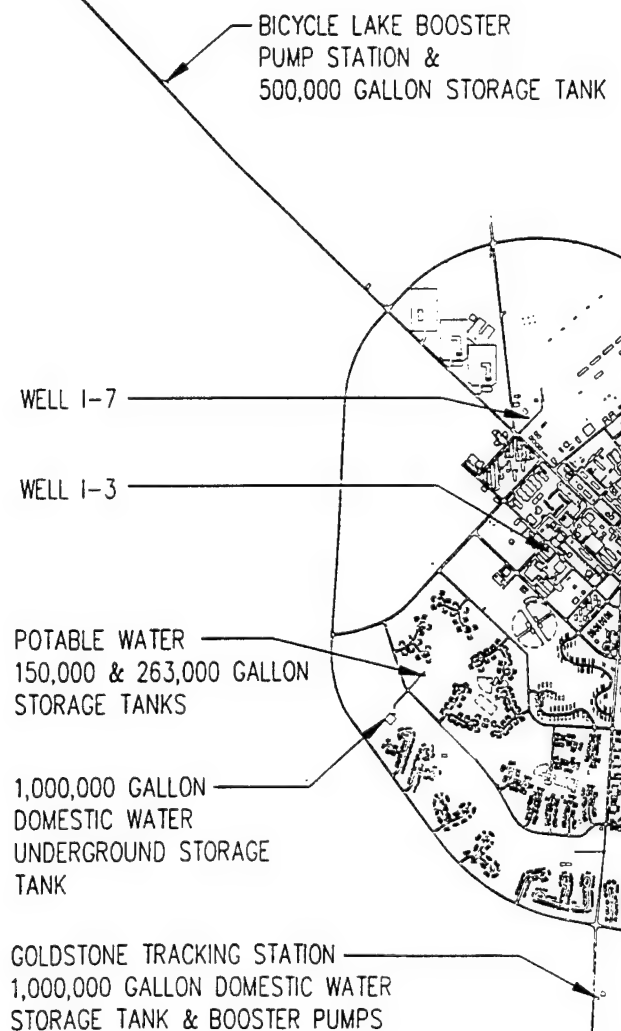 BICYCLE LAKE BOOSTER
PUMP STATION &
500,000 GALLON STORAGE TANK
WELL I-7
WELL I-3
POTABLE WATER
150,000 & 263,000 GALLON
STORAGE TANKS
1,000,000 GALLON
DOMESTIC WATER
UNDERGROUND STORAGE
TANK
GOLDSTONE TRACKING STATION
1,000,000 GALLON DOMESTIC WATER
STORAGE TANK & BOOSTER PUMPS